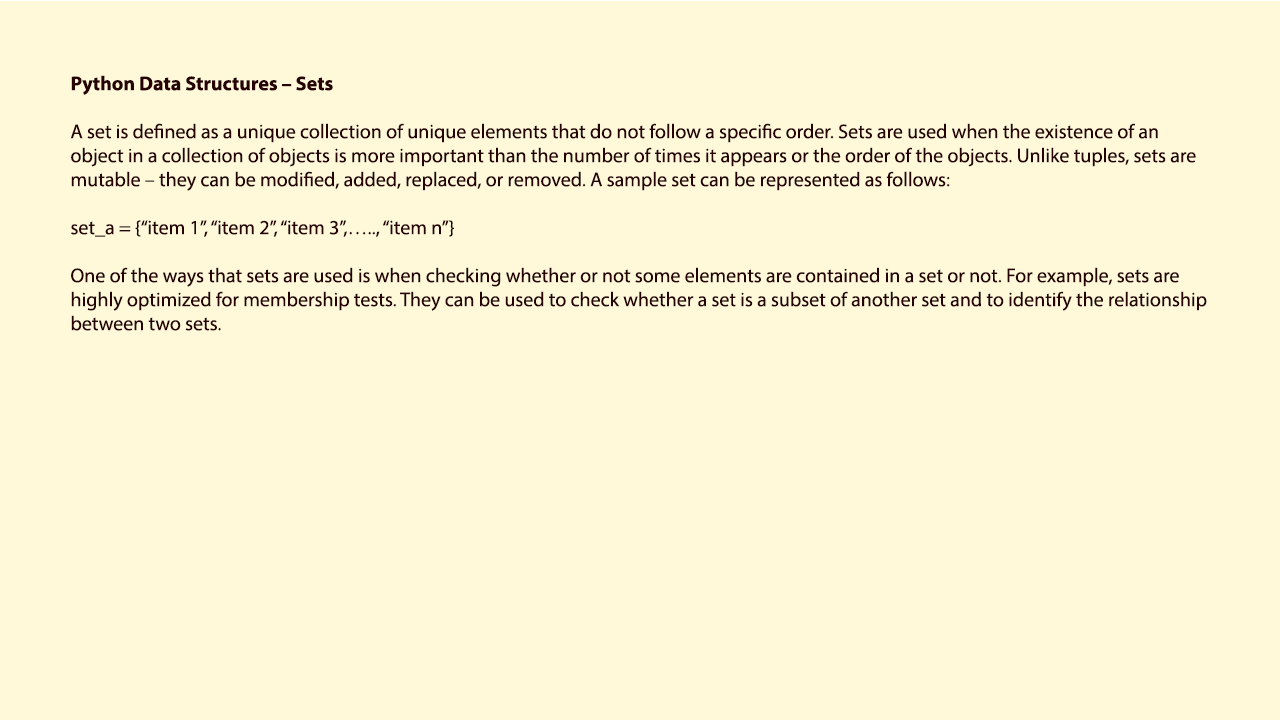 Python Data Structures – Sets
A set is defined as a unique collection of unique elements that do not follow a specific order. Sets are used when the existence of an
object in a collection of objects is more important than the number of times it appears or the order of the objects. Unlike tuples, sets are
mutable – they can be modified, added, replaced, or removed. A sample set can be represented as follows:
set_a = {“item 1”, “item 2”, “item 3”,….., “item n”}
One of the ways that sets are used is when checking whether or not some elements are contained in a set or not. For example, sets are
highly optimized for membership tests. They can be used to check whether a set is a subset of another set and to identify the relationship
between two sets.